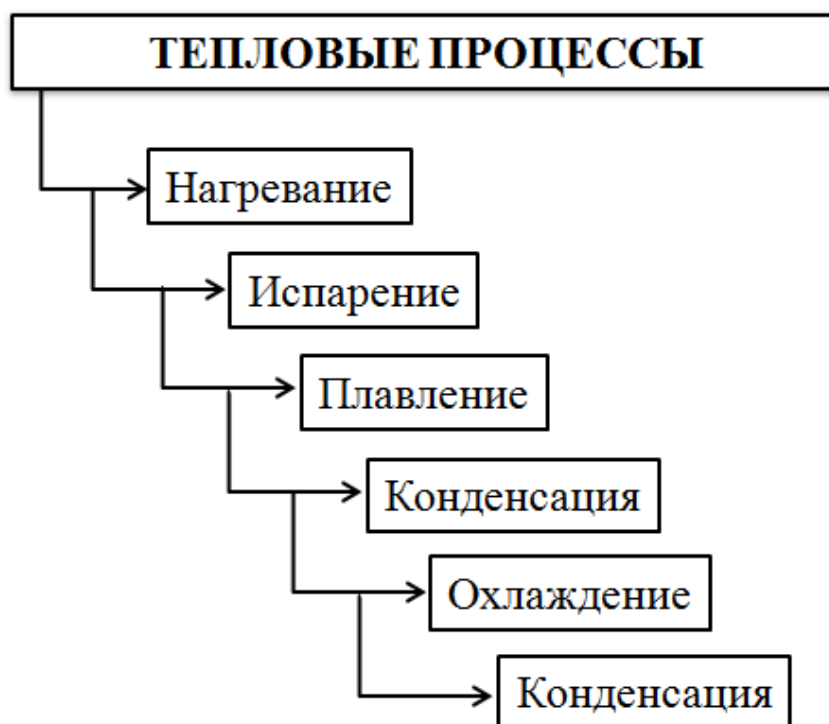 ТЕПЛОВЫЕ ПРОЦЕССЫ
Нагревание
Испарение
Плавление
Конденсация
Охлаждение
Конденсация